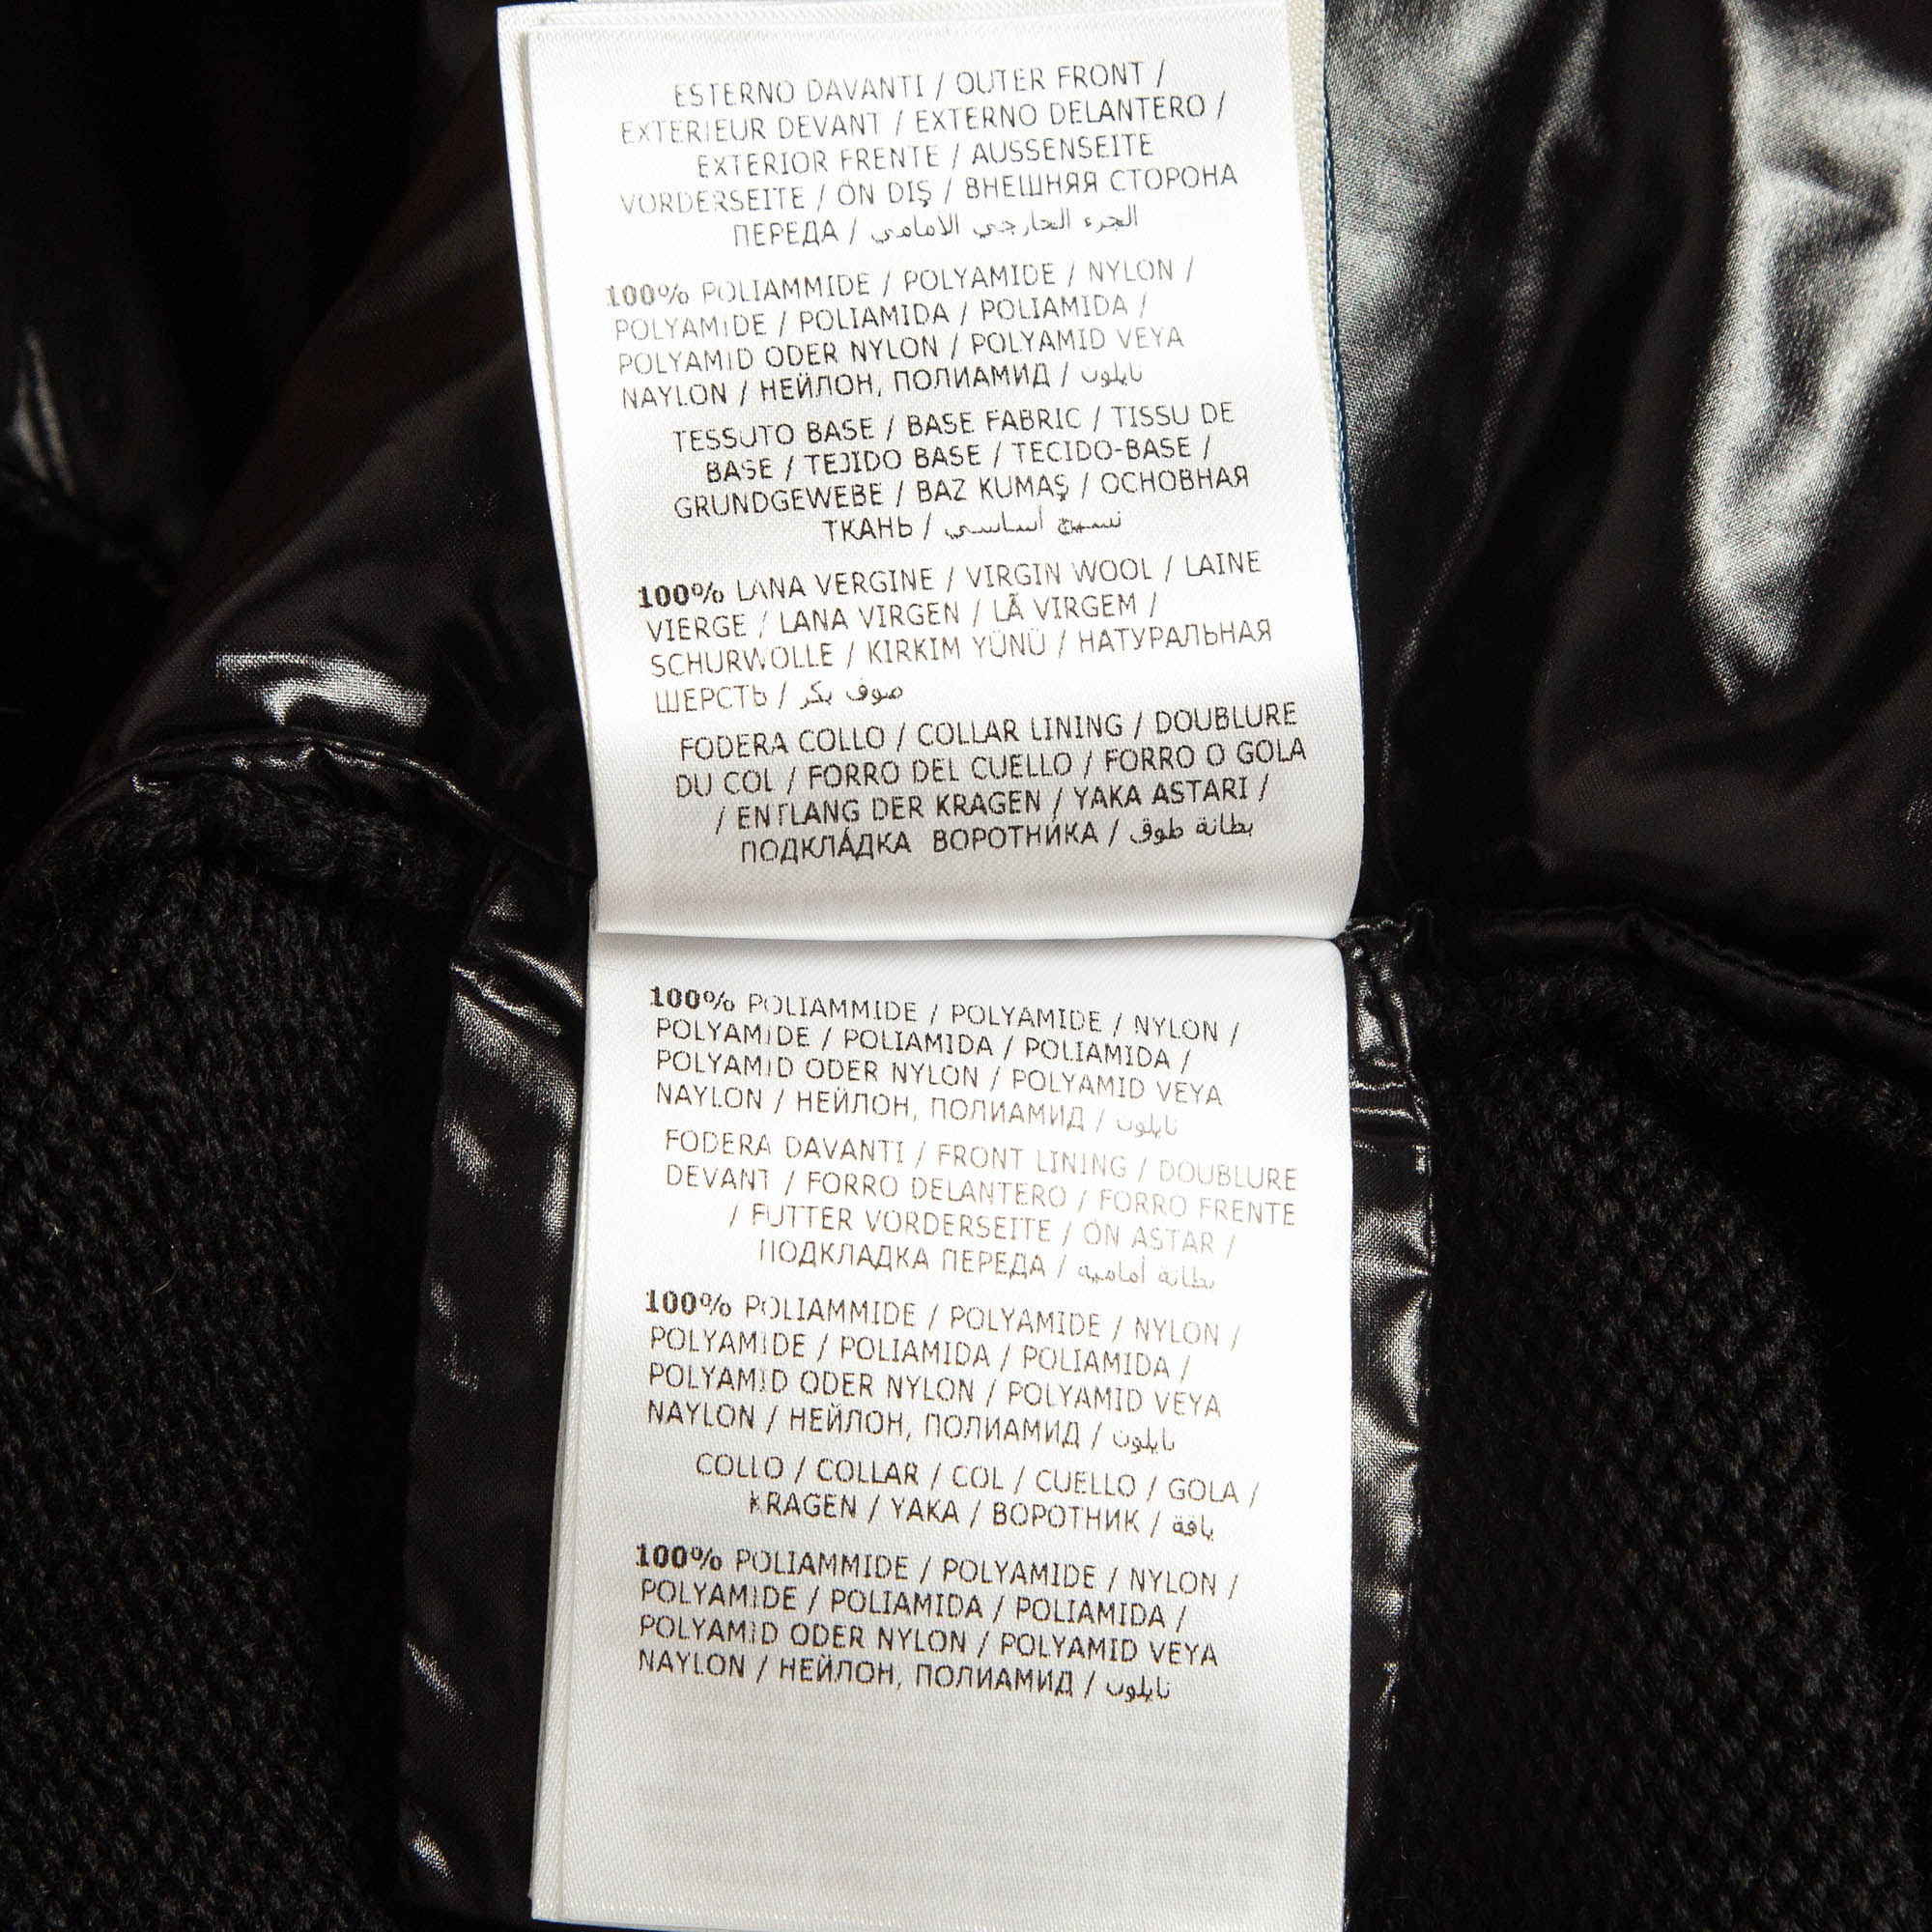 ESTERNO DAVANTI / OUTER FRONT /
EXTERIEUR DEVANT / EXTERNO DELANTERO /
EXTERIOR FRENTE / AUSSENSEITE
VORDERSEITE / ÖN DIŞ / ВНЕШНЯЯ СТОРОНА
ПЕРЕДА / الجزء الخارجي الامامي
100% POLIAMMIDE / POLYAMIDE / NYLON /
POLYAMIDE / POLIAMIDA / POLIAMIDA /
POLYAMID ODER NYLON / POLYAMID VEYA
NAYLON / НЕЙЛОН, ПОЛИАМИД / نايلون
TESSUTO BASE / BASE FABRIC / TISSU DE
BASE / TEJIDO BASE / TECIDO-BASE /
GRUNDGEWEBE / BAZ KUMAŞ / ОСНОВНАЯ
ТКАНЬ / نسيج أساسي
100% LANA VERGINE / VIRGIN WOOL / LAINE
VIERGE / LANA VIRGEN / LÃ VIRGEM /
SCHURWOLLE / KIRKIM YÜNÜ / НАТУРАЛЬНАЯ
ШЕРСТЬ / صوف بكر
FODERA COLLO / COLLAR LINING / DOUBLURE
DU COL / FORRO DEL CUELLO / FORRO O GOLA
/ ENTLANG DER KRAGEN / YAKA ASTARI /
ПОДКЛА́ДКА ВОРОТНИ́КА / بطانة طوق
100% POLIAMMIDE / POLYAMIDE / NYLON /
POLYAMIDE / POLIAMIDA / POLIAMIDA /
POLYAMID ODER NYLON / POLYAMID VEYA
NAYLON / НЕЙЛОН, ПОЛИАМИД / نايلون
FODERA DAVANTI / FRONT LINING / DOUBLURE
DEVANT / FORRO DELANTERO / FORRO FRENTE
/ FUTTER VORDERSEITE / ÖN ASTAR /
ПОДКЛАДКА ПЕРЕДА / بطانة أمامية
100% POLIAMMIDE / POLYAMIDE / NYLON /
POLYAMIDE / POLIAMIDA / POLIAMIDA /
POLYAMID ODER NYLON / POLYAMID VEYA
NAYLON / НЕЙЛОН, ПОЛИАМИД / نايلون
COLLO / COLLAR / COL / CUELLO / GOLA /
KRAGEN / YAKA / ВОРОТНИК / ياقة
100% POLIAMMIDE / POLYAMIDE / NYLON /
POLYAMIDE / POLIAMIDA / POLIAMIDA /
POLYAMID ODER NYLON / POLYAMID VEYA
NAYLON / НЕЙЛОН, ПОЛИАМИД / نايلون